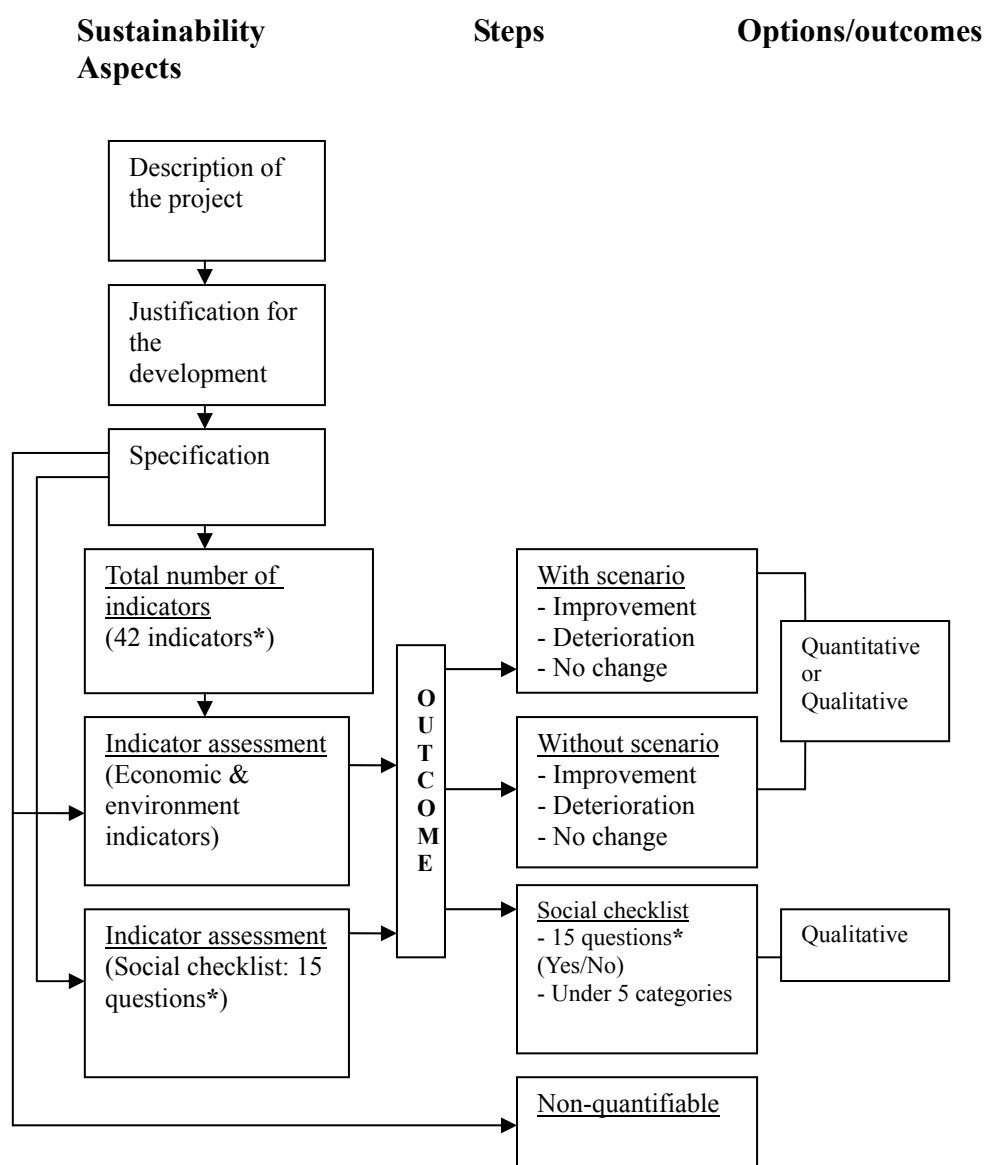 Sustainability Aspects
Steps
Options/outcomes
Description of
the project
Justification for
the
development
Specification
Total number of
indicators
(42 indicators*)
Indicator assessment
(Economic &
environment
indicators)
Indicator assessment
(Social checklist: 15
questions*)
OUTCOME
With scenario
- Improvement
- Deterioration
- No change
Without scenario
- Improvement
- Deterioration
- No change
Social checklist
- 15 questions*
(Yes/No)
- Under 5 categories
Non-quantifiable
Quantitative
or
Qualitative
Qualitative